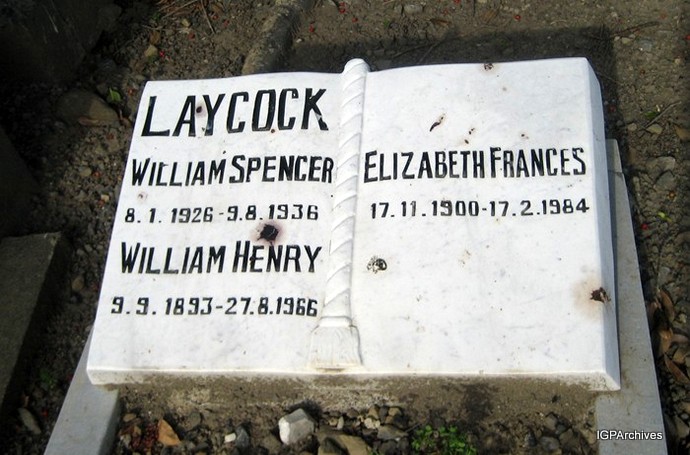 LAYCOCK
WILLIAM SPENCER
8.1.1926-9.8.1936
WILLIAM HENRY
9.9.1893-27.8.1966
ELIZABETH FRANCES
17.11.1900-17.2.1984
IGPArchives